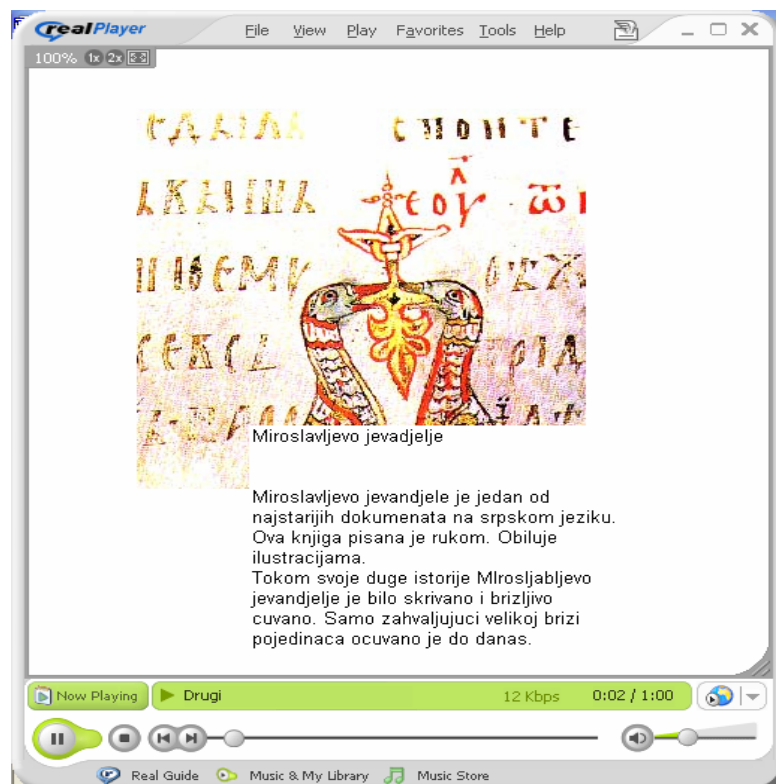 realPlayer File View Play Favorites Tools Help
100% 1x 2x
Miroslavljevo jevadjelje
Miroslavljevo jevandjele je jedan od
najstarijih dokumenata na srpskom jeziku.
Ova knjiga pisana je rukom. Obiluje
ilustracijama.
Tokom svoje duge istorije MIrosljabljevo
jevandjelje je bilo skrivano i brizljivo
cuvano. Samo zahvaljujuci velikoj brizi
pojedinaca ocuvano je do danas.
Now Playing Drugi 12 Kbps 0:02 / 1:00
Real Guide Music & My Library Music Store